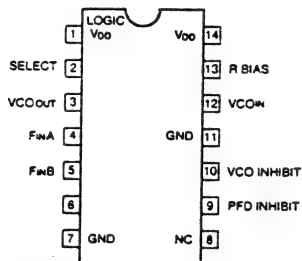 LOGIC
1 VDD VDD 14
SELECT 2 13 R BIAS
VCOOUT 3 12 VCOIN
FINA 4 GND 11
FINB 5 10 VCO INHIBIT
6 9 PFD INHIBIT
7 GND NC 8